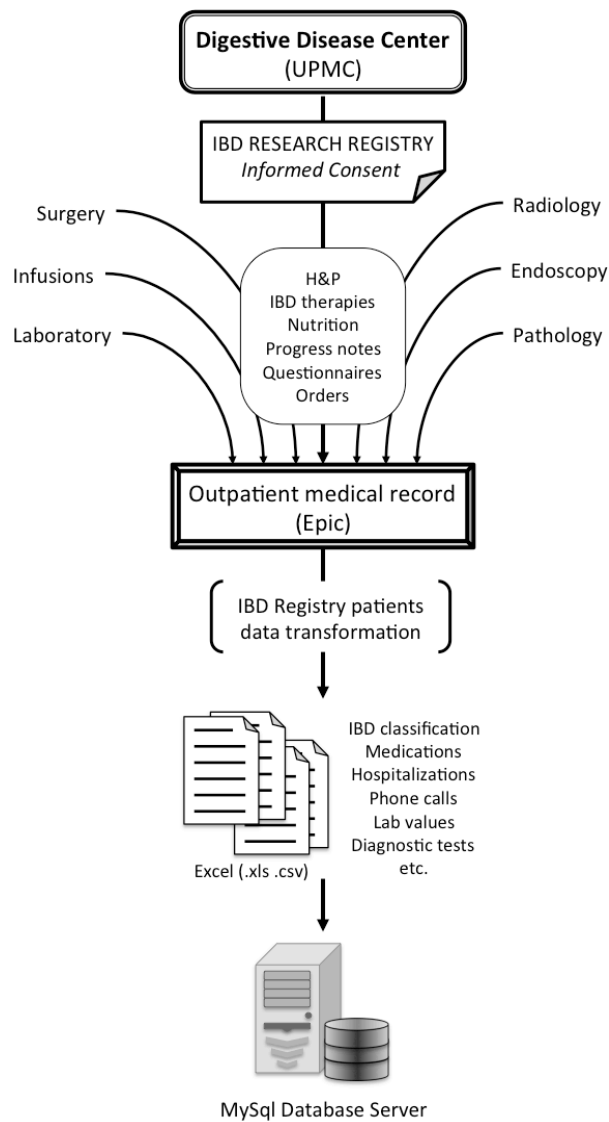 Digestive Disease Center
(UPMC)
IBD RESEARCH REGISTRY
Informed Consent
Surgery
Infusions
Laboratory
Radiology
Endoscopy
Pathology
H&P
IBD therapies
Nutrition
Progress notes
Questionnaires
Orders
Outpatient medical record
(Epic)
IBD Registry patients
data transformation
IBD classification
Medications
Hospitalizations
Phone calls
Lab values
Diagnostic tests
etc.
Excel (.xls .csv)
MySql Database Server